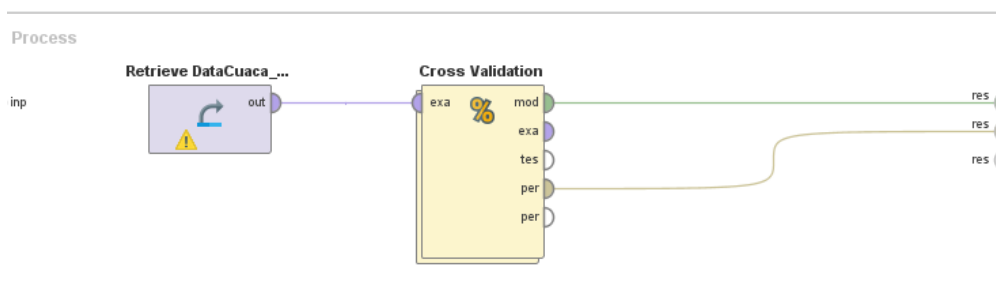 Process
Retrieve DataCuaca_...
Cross Validation
inp
out
exa
%
mod
exa
tes
per
per
res
res
res